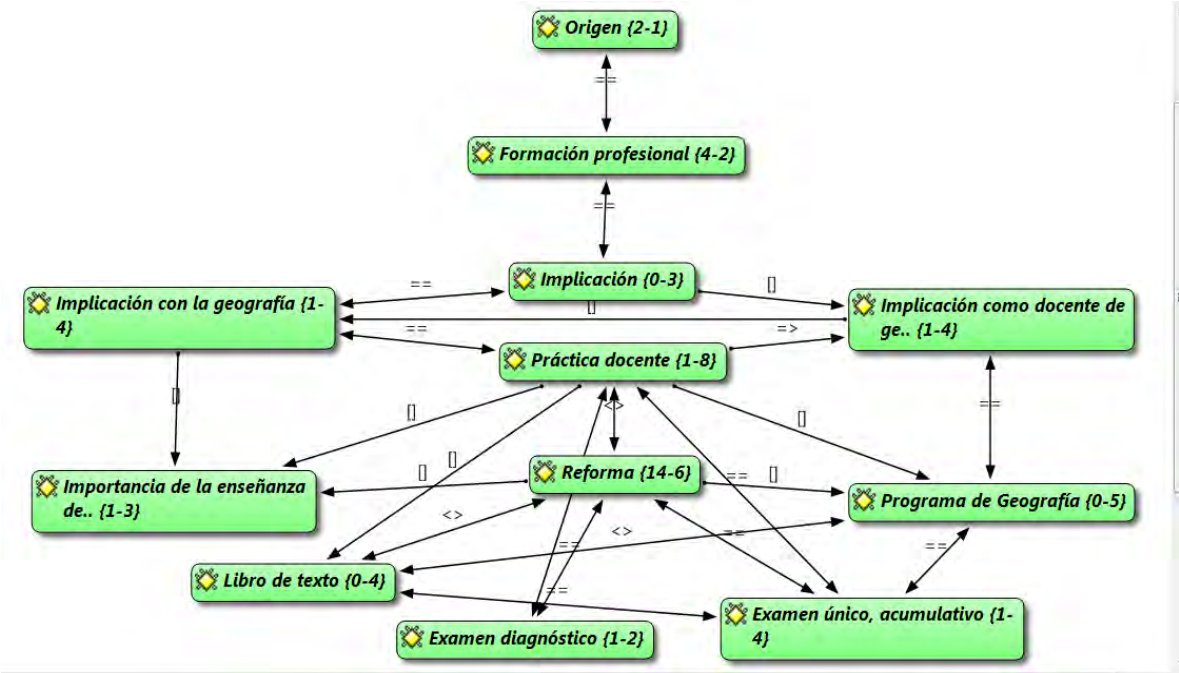 Origen {2-1}
==
Formación profesional {4-2}
==
Implicación {0-3}
==
[]
Implicación con la geografía {1-
4}
[]
Implicación como docente de
ge.. {1-4}
==
=>
Práctica docente {1-8}
[]
[]
<>
[]
==
[]
[]
Reforma {14-6}
==
[]
Importancia de la enseñanza
de.. {1-3}
Programa de Geografía {0-5}
<>
==
<>
==
==
Libro de texto {0-4}
==
Examen único, acumulativo {1-
4}
Examen diagnóstico {1-2}